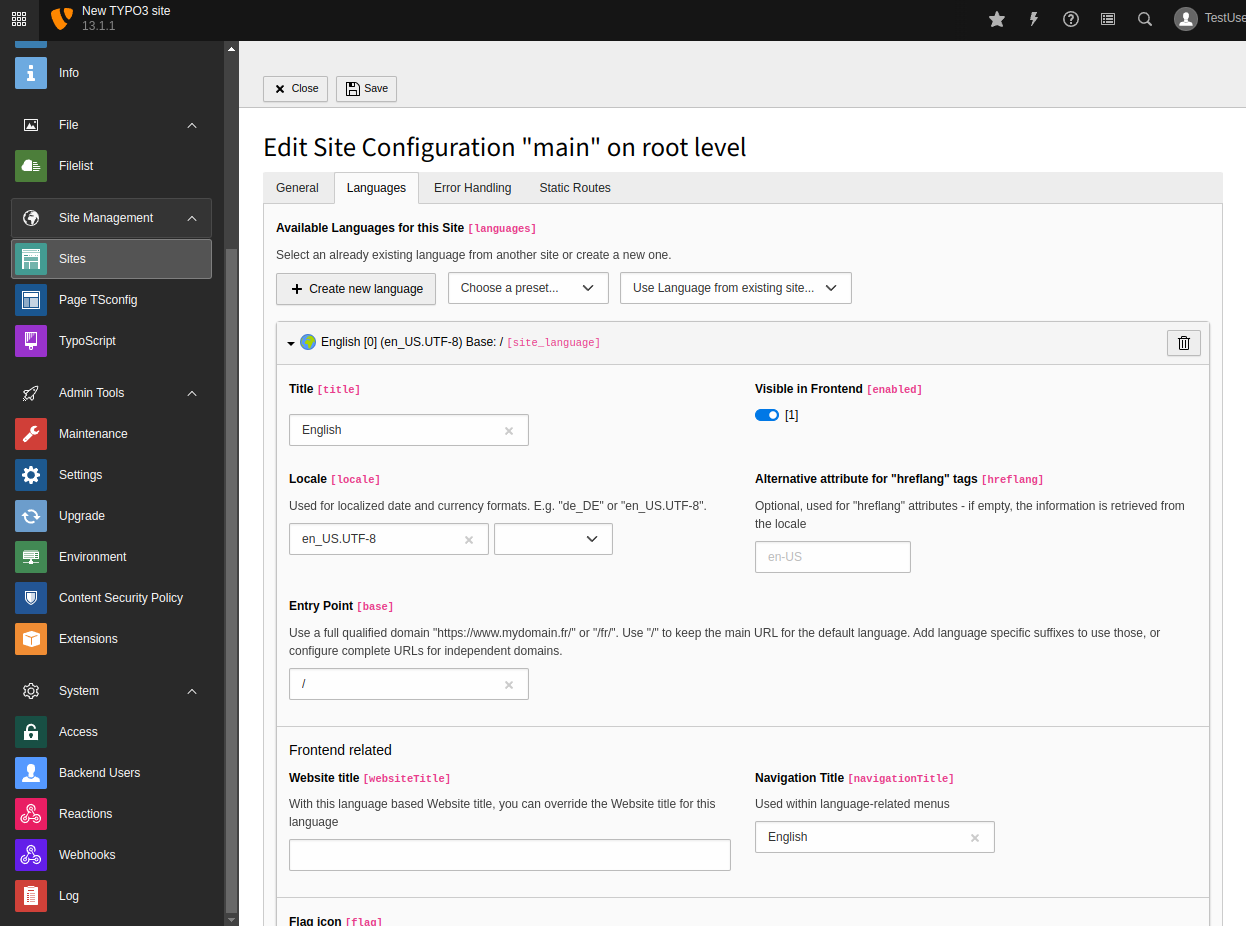 New TYPO3 site
13.1.1
TestUse
Info
File
Filelist
Site Management
Sites
Page TSconfig
TypoScript
Admin Tools
Maintenance
Settings
Upgrade
Environment
Content Security Policy
Extensions
System
Access
Backend Users
Reactions
Webhooks
Log
Close
Save
Edit Site Configuration "main" on root level
General
Languages
Error Handling
Static Routes
Available Languages for this Site [languages]
Select an already existing language from another site or create a new one.
Create new language
Choose a preset...
Use Language from existing site...
English [0] (en_US.UTF-8) Base: / [site_language]
Title [title]
English
Visible in Frontend [enabled]
[1]
Locale [locale]
Used for localized date and currency formats. E.g. "de_DE" or "en_US.UTF-8".
en_US.UTF-8
Alternative attribute for "hreflang" tags [hreflang]
Optional, used for "hreflang" attributes - if empty, the information is retrieved from
the locale
en-US
Entry Point [base]
Use a full qualified domain "https://www.mydomain.fr/" or "/fr/". Use "/" to keep the main URL for the default language. Add language specific suffixes to use those, or
configure complete URLs for independent domains.
/
Frontend related
Website title [websiteTitle]
With this language based Website title, you can override the Website title for this
language
Navigation Title [navigationTitle]
Used within language-related menus
English
Flag icon [flag]